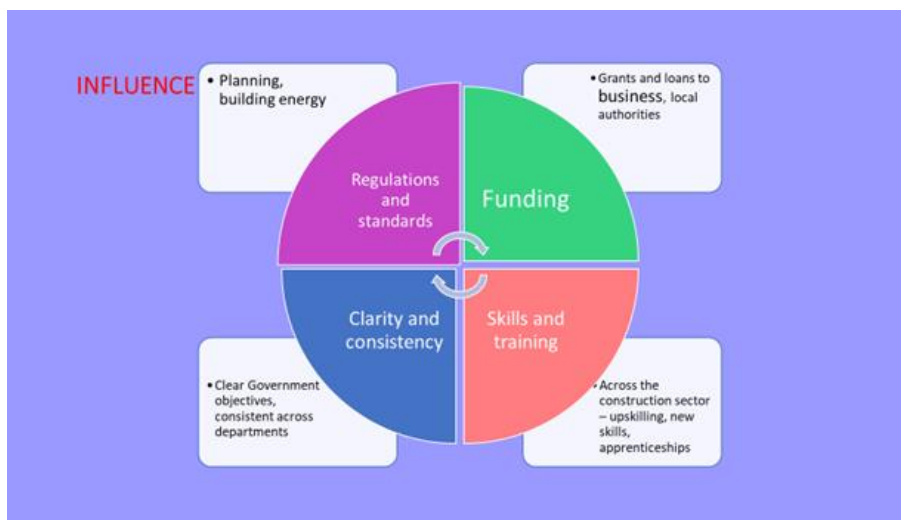 INFLUENCE
• Planning,
building energy
• Grants and loans to
business, local
authorities
Regulations
and
standards
Funding
Clarity and
consistency
Skills and
training
• Clear Government
objectives,
consistent across
departments
• Across the
construction sector
– upskilling, new
skills,
apprenticeships